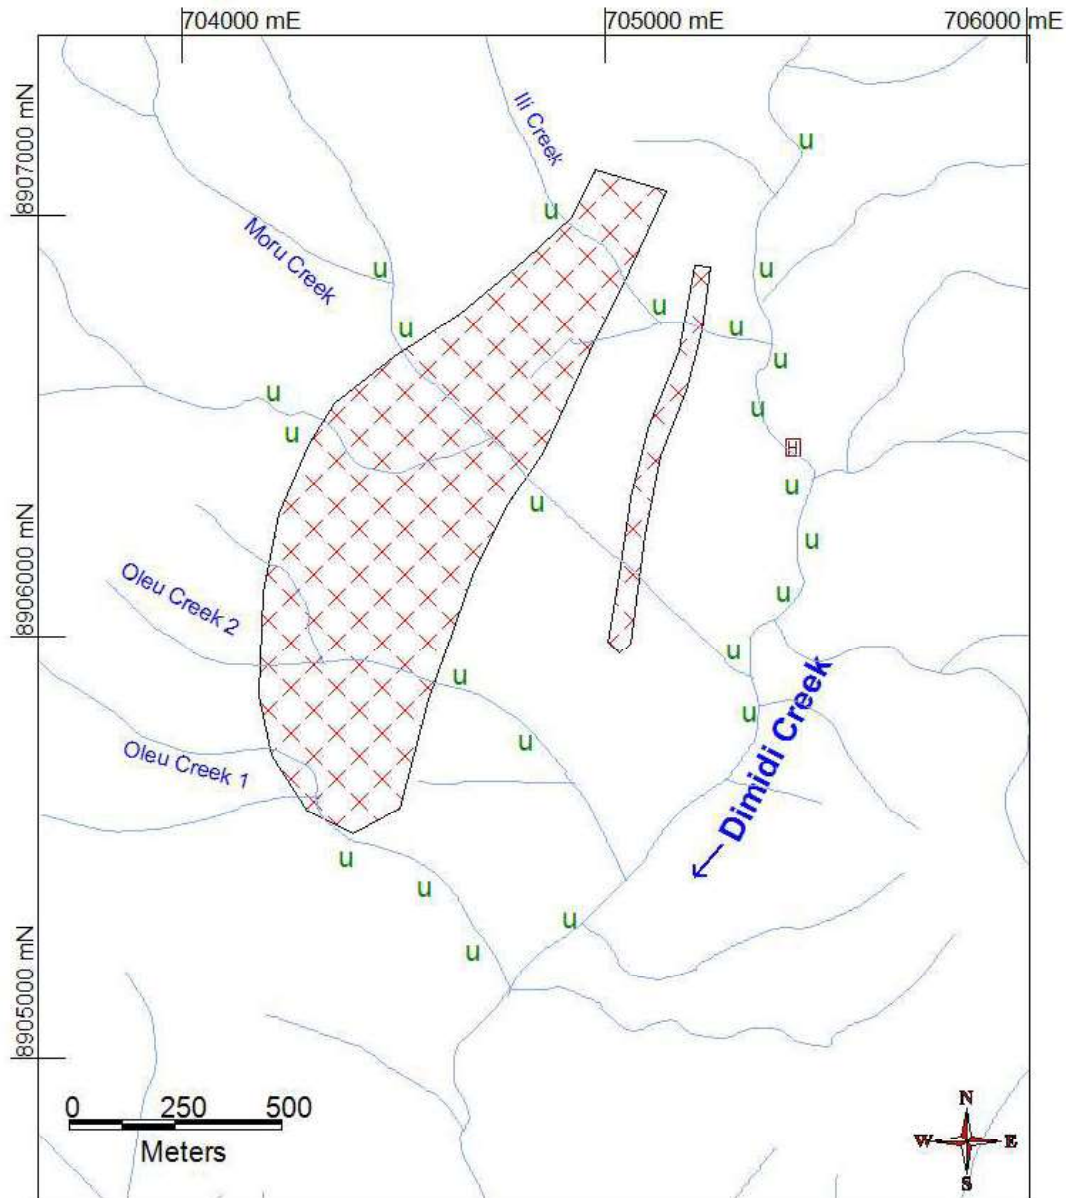 704000 mE
705000 mE
706000 mE
8907000 mN
Ili Creek
u
u
Moru Creek
u
u
u
u
u
u
u
u
u
u
H
u
u
8906000 mN
u
Oleu Creek 2
u
u
u
u
u
Dimidi Creek
Oleu Creek 1
u
u
u
u
8905000 mN
0 250 500
Meters
N
W E
S